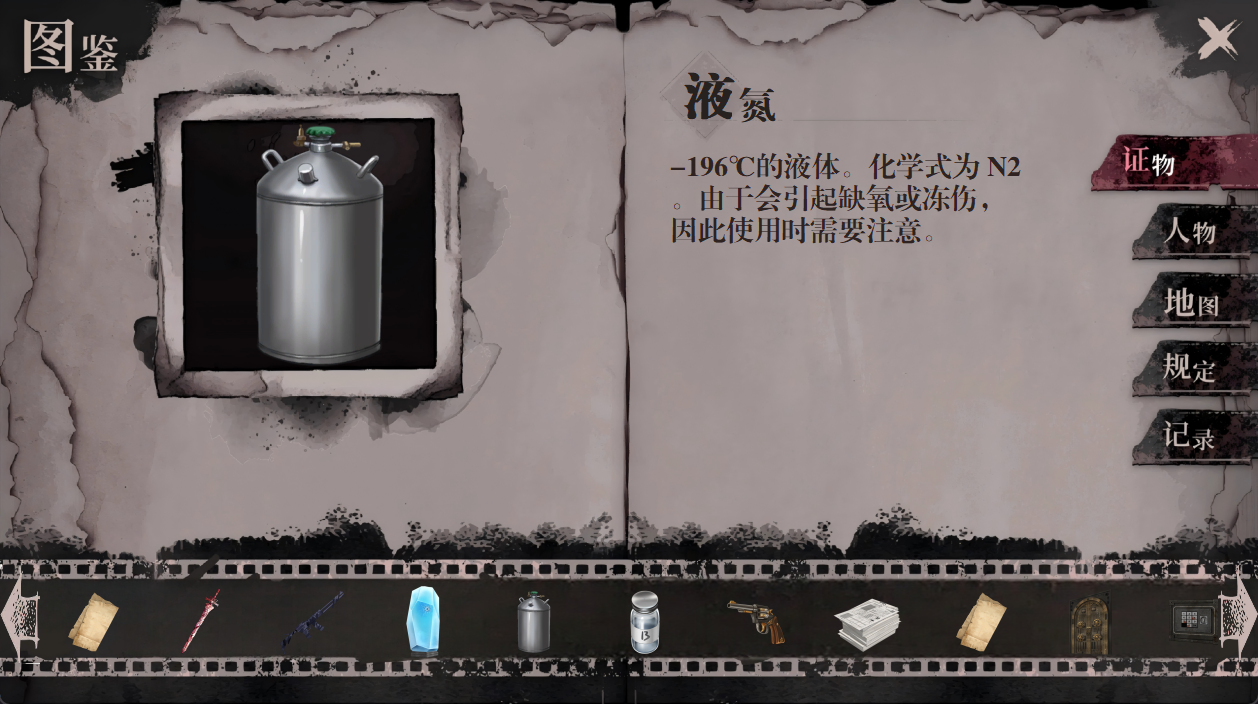 图鉴
液氮
-196℃的液体。化学式为 N2
。由于会引起缺氧或冻伤，
因此使用时需要注意。
证物
人物
地图
规定
记录
13